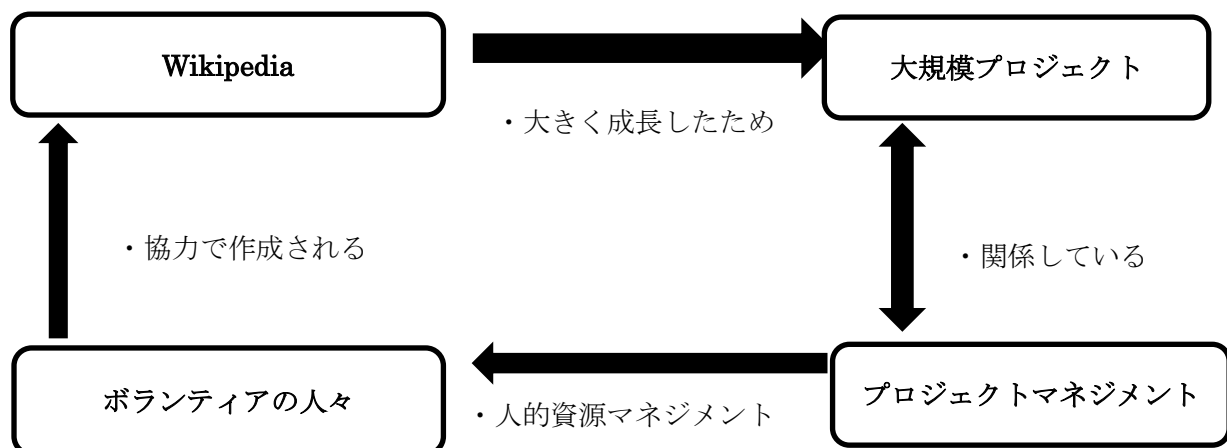 Wikipedia
大規模プロジェクト
・大きく成長したため
・協力で作成される
・関係している
ボランティアの人々
・人的資源マネジメント
プロジェクトマネジメント